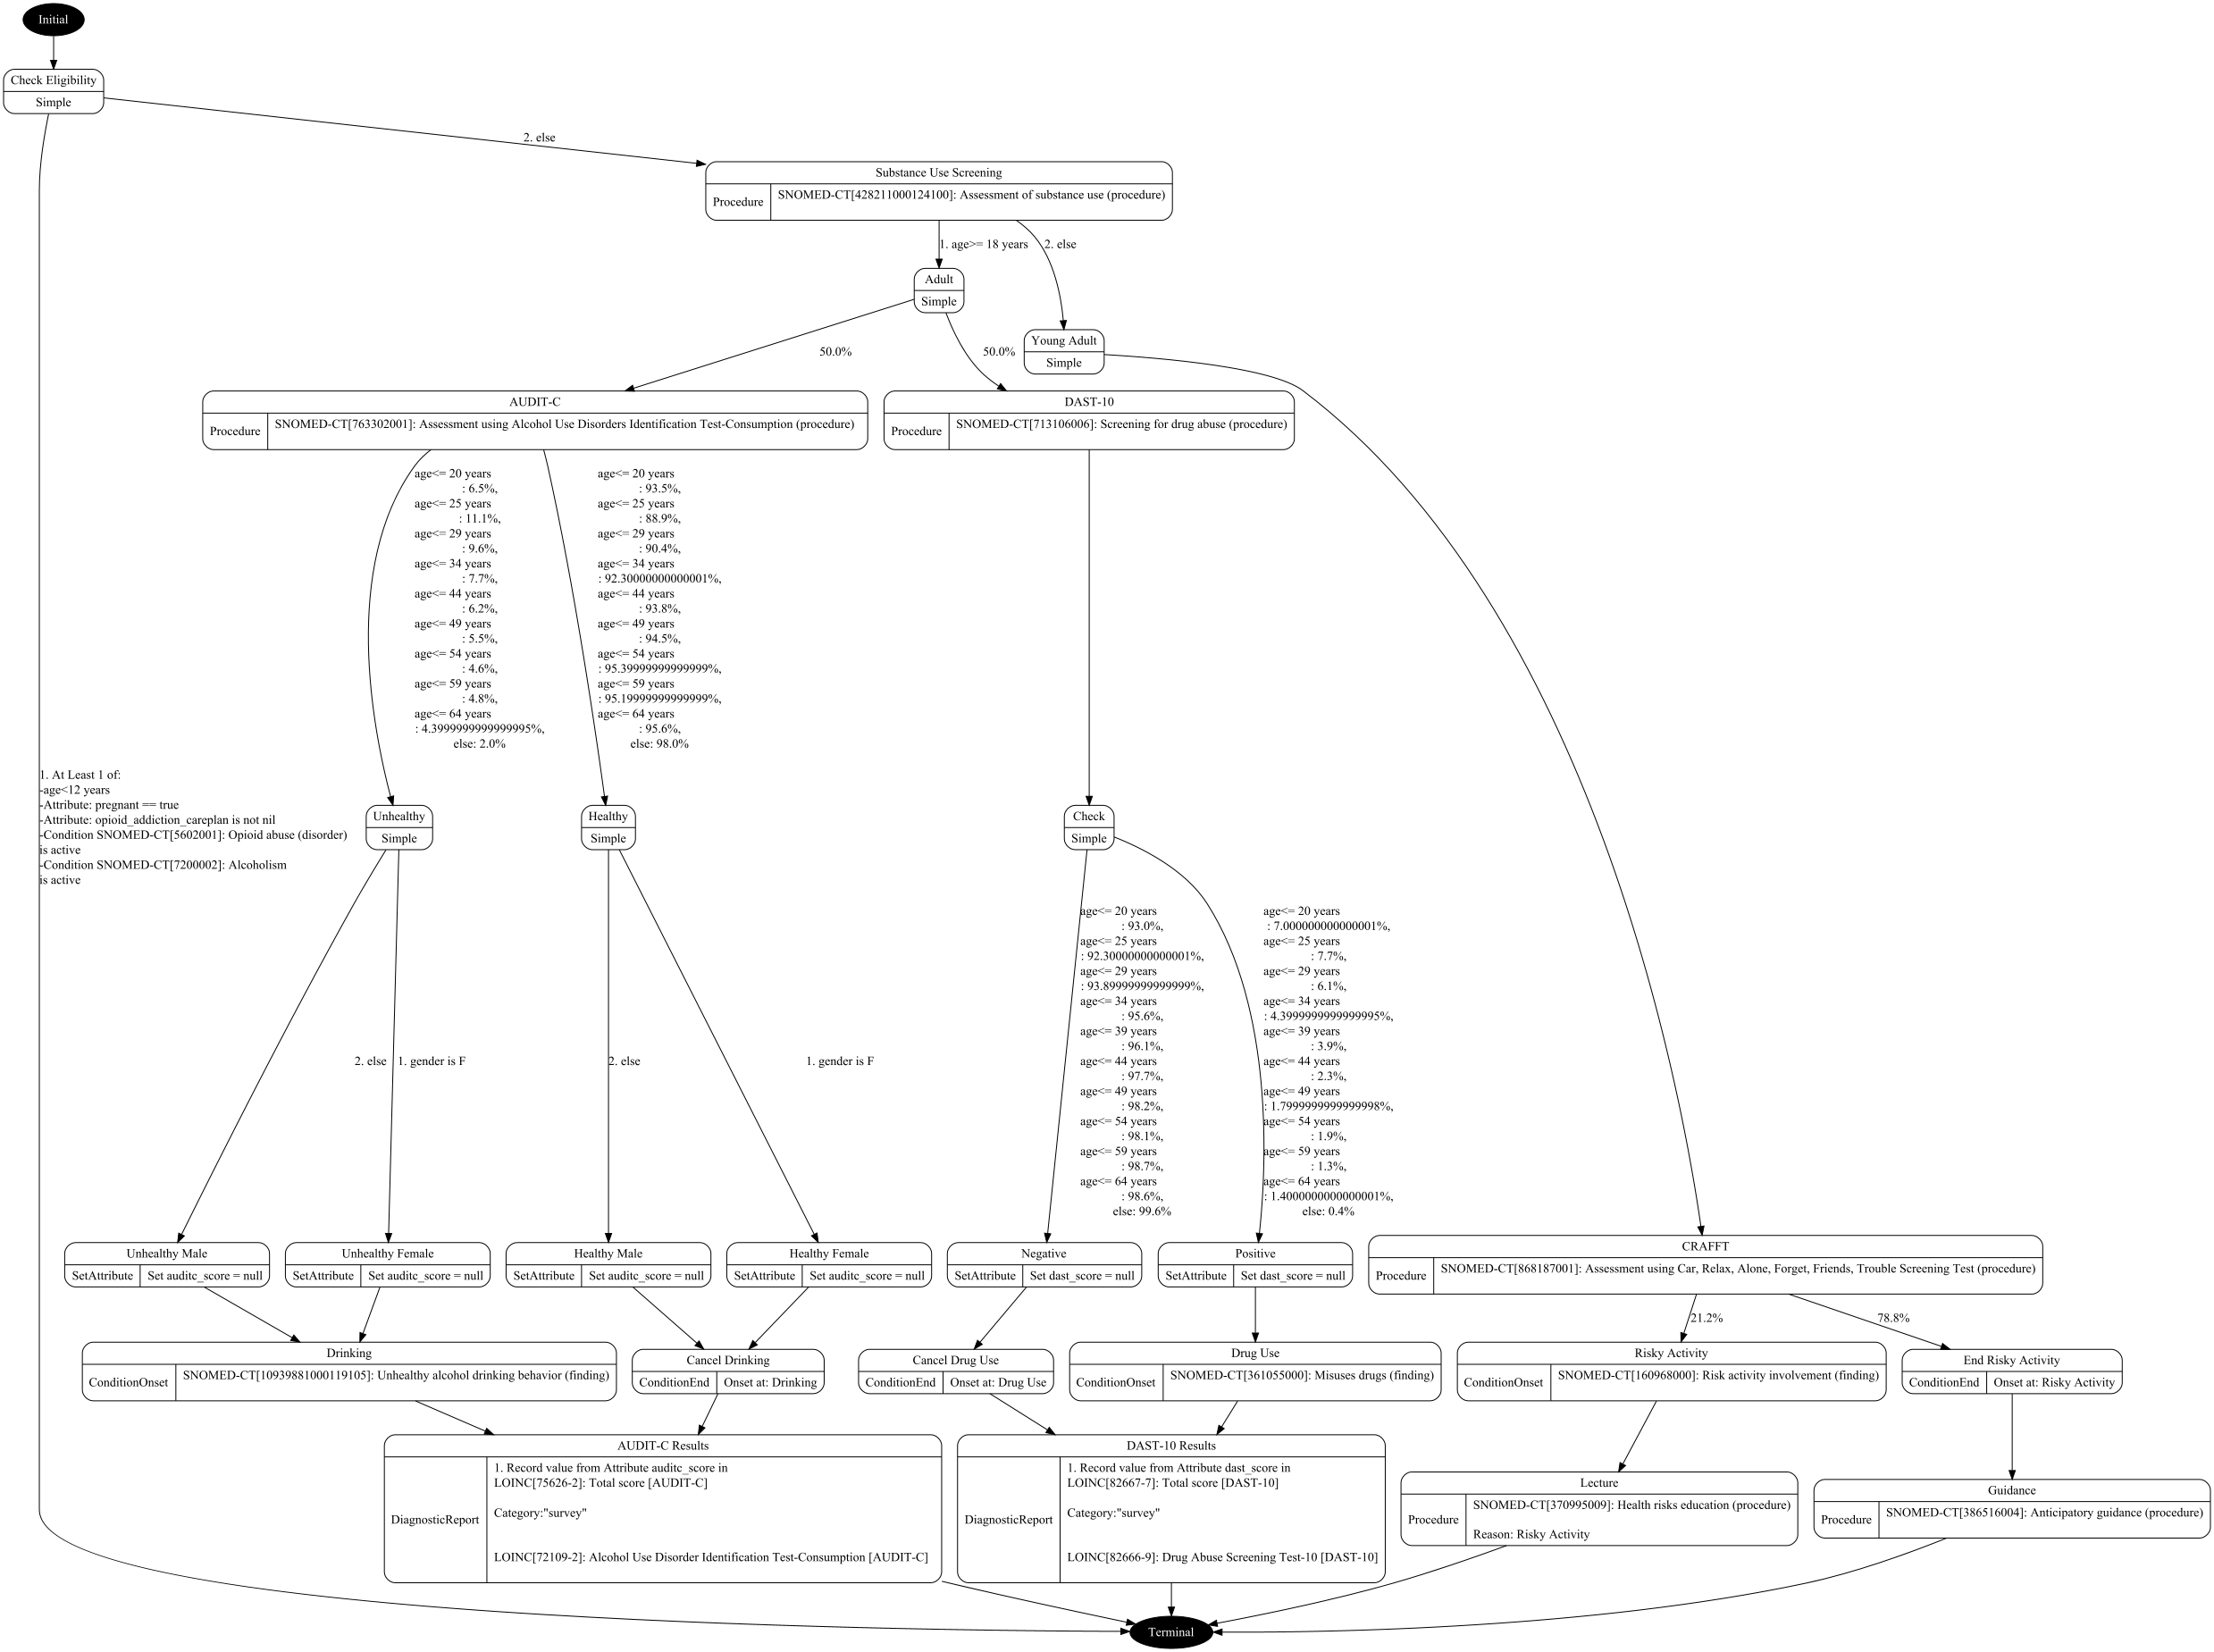 Initial
Check Eligibility
Simple
2. else
Substance Use Screening
Procedure
SNOMED-CT[428211000124100]: Assessment of substance use (procedure)
1. age>= 18 years
2. else
Adult
Simple
Young Adult
Simple
50.0%
50.0%
AUDIT-C
Procedure
SNOMED-CT[763302001]: Assessment using Alcohol Use Disorders Identification Test-Consumption (procedure)
DAST-10
Procedure
SNOMED-CT[713106006]: Screening for drug abuse (procedure)
age<= 20 years
: 6.5%,
age<= 25 years
: 11.1%,
age<= 29 years
: 9.6%,
age<= 34 years
: 7.7%,
age<= 44 years
: 6.2%,
age<= 49 years
: 5.5%,
age<= 54 years
: 4.6%,
age<= 59 years
: 4.8%,
age<= 64 years
: 4.3999999999999995%,
else: 2.0%
age<= 20 years
: 93.5%,
age<= 25 years
: 88.9%,
age<= 29 years
: 90.4%,
age<= 34 years
: 92.30000000000001%,
age<= 44 years
: 93.8%,
age<= 49 years
: 94.5%,
age<= 54 years
: 95.39999999999999%,
age<= 59 years
: 95.19999999999999%,
age<= 64 years
: 95.6%,
else: 98.0%
1. At Least 1 of:
-age<12 years
-Attribute: pregnant == true
-Attribute: opioid_addiction_careplan is not nil
-Condition SNOMED-CT[5602001]: Opioid abuse (disorder)
is active
-Condition SNOMED-CT[7200002]: Alcoholism
is active
Unhealthy
Simple
Healthy
Simple
Check
Simple
2. else
1. gender is F
2. else
1. gender is F
age<= 20 years
: 93.0%,
age<= 25 years
: 92.30000000000001%,
age<= 29 years
: 93.89999999999999%,
age<= 34 years
: 95.6%,
age<= 39 years
: 96.1%,
age<= 44 years
: 97.7%,
age<= 49 years
: 98.2%,
age<= 54 years
: 98.1%,
age<= 59 years
: 98.7%,
age<= 64 years
: 98.6%,
else: 99.6%
age<= 20 years
: 7.000000000000001%,
age<= 25 years
: 7.7%,
age<= 29 years
: 6.1%,
age<= 34 years
: 4.3999999999999995%,
age<= 39 years
: 3.9%,
age<= 44 years
: 2.3%,
age<= 49 years
: 1.7999999999999998%,
age<= 54 years
: 1.9%,
age<= 59 years
: 1.3%,
age<= 64 years
: 1.4000000000000001%,
else: 0.4%
Unhealthy Male
SetAttribute
Set auditc_score = null
Unhealthy Female
SetAttribute
Set auditc_score = null
Healthy Male
SetAttribute
Set auditc_score = null
Healthy Female
SetAttribute
Set auditc_score = null
Negative
SetAttribute
Set dast_score = null
Positive
SetAttribute
Set dast_score = null
CRAFFT
Procedure
SNOMED-CT[868187001]: Assessment using Car, Relax, Alone, Forget, Friends, Trouble Screening Test (procedure)
21.2%
78.8%
Drinking
ConditionOnset
SNOMED-CT[10939881000119105]: Unhealthy alcohol drinking behavior (finding)
Cancel Drinking
ConditionEnd
Onset at: Drinking
Cancel Drug Use
ConditionEnd
Onset at: Drug Use
Drug Use
ConditionOnset
SNOMED-CT[361055000]: Misuses drugs (finding)
Risky Activity
ConditionOnset
SNOMED-CT[160968000]: Risk activity involvement (finding)
End Risky Activity
ConditionEnd
Onset at: Risky Activity
AUDIT-C Results
DiagnosticReport
1. Record value from Attribute auditc_score in
LOINC[75626-2]: Total score [AUDIT-C]
Category:"survey"
LOINC[72109-2]: Alcohol Use Disorder Identification Test-Consumption [AUDIT-C]
DAST-10 Results
DiagnosticReport
1. Record value from Attribute dast_score in
LOINC[82667-7]: Total score [DAST-10]
Category:"survey"
LOINC[82666-9]: Drug Abuse Screening Test-10 [DAST-10]
Lecture
Procedure
SNOMED-CT[370995009]: Health risks education (procedure)
Reason: Risky Activity
Guidance
Procedure
SNOMED-CT[386516004]: Anticipatory guidance (procedure)
Terminal